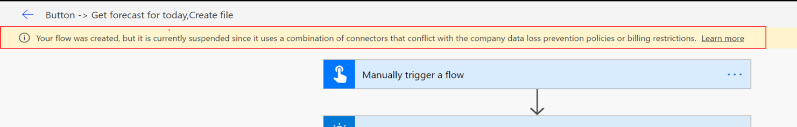 Button -> Get forecast for today,Create file
Your flow was created, but it is currently suspended since it uses a combination of connectors that conflict with the company data loss prevention policies or billing restrictions. Learn more
Manually trigger a flow